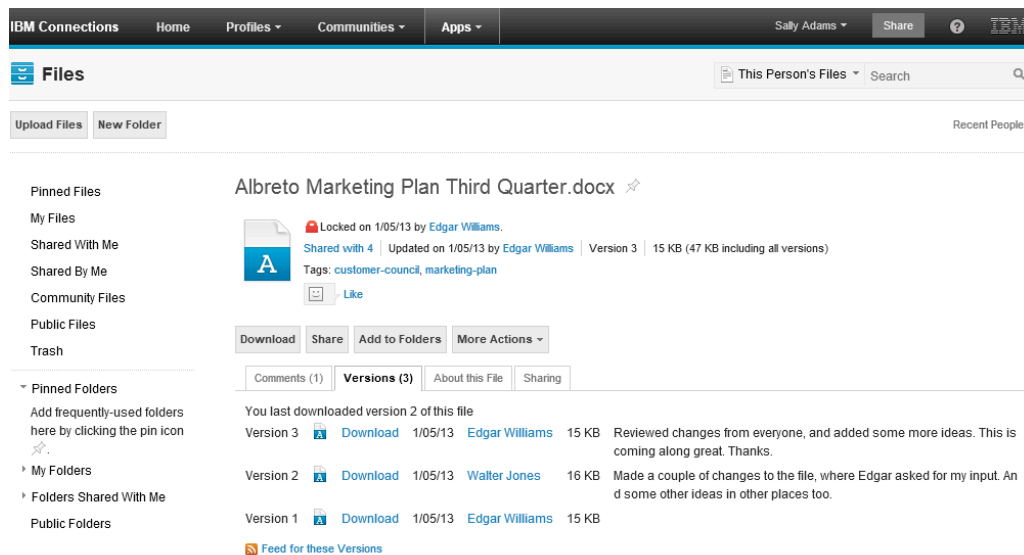 IBM Connections Home Profiles Communities Apps Sally Adams Share ? IBM
Files This Person's Files Search
Upload Files New Folder Recent People
Albreto Marketing Plan Third Quarter.docx
Pinned Files
My Files
Shared With Me
Shared By Me
Community Files
Public Files
Trash
Pinned Folders
Add frequently-used folders
here by clicking the pin icon
.
My Folders
Folders Shared With Me
Public Folders
A
Locked on 1/05/13 by Edgar Williams.
Shared with 4 Updated on 1/05/13 by Edgar Williams Version 3 15 KB (47 KB including all versions)
Tags: customer-council, marketing-plan
Like
Download Share Add to Folders More Actions
Comments (1) Versions (3) About this File Sharing
You last downloaded version 2 of this file
Version 3 A Download 1/05/13 Edgar Williams 15 KB Reviewed changes from everyone, and added some more ideas. This is
coming along great. Thanks.
Version 2 A Download 1/05/13 Walter Jones 16 KB Made a couple of changes to the file, where Edgar asked for my input. An
d some other ideas in other places too.
Version 1 A Download 1/05/13 Edgar Williams 15 KB
Feed for these Versions